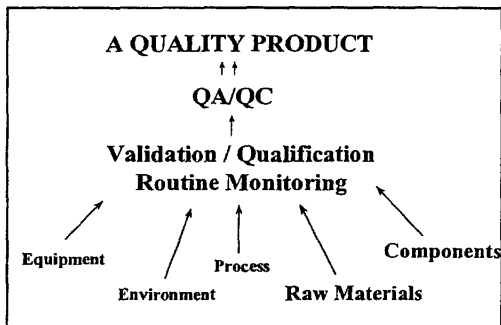 A QUALITY PRODUCT
QA/QC
Validation / Qualification
Routine Monitoring
Equipment
Environment
Process
Raw Materials
Components